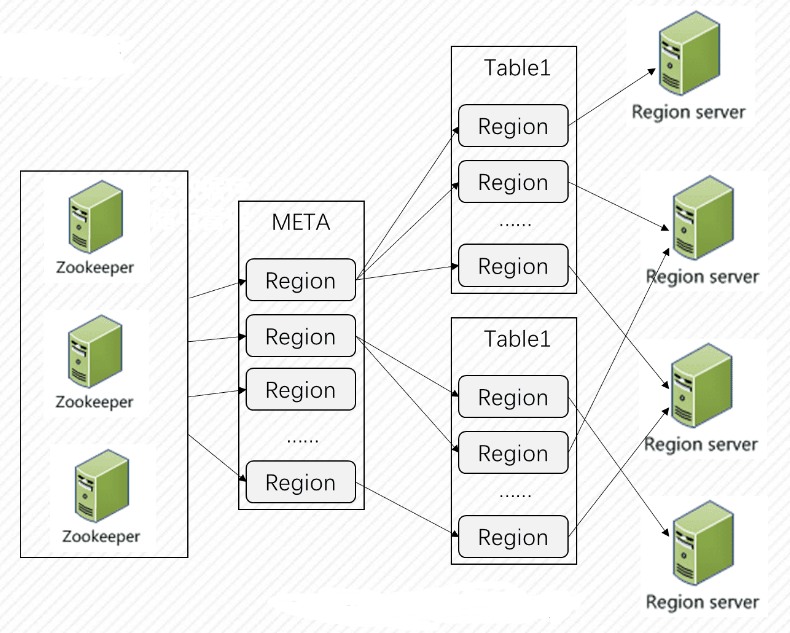 Zookeeper
Zookeeper
Zookeeper
META
Region
Region
Region
......
Region
Table1
Region
Region
......
Region
Table1
Region
Region
......
Region
Region server
Region server
Region server
Region server